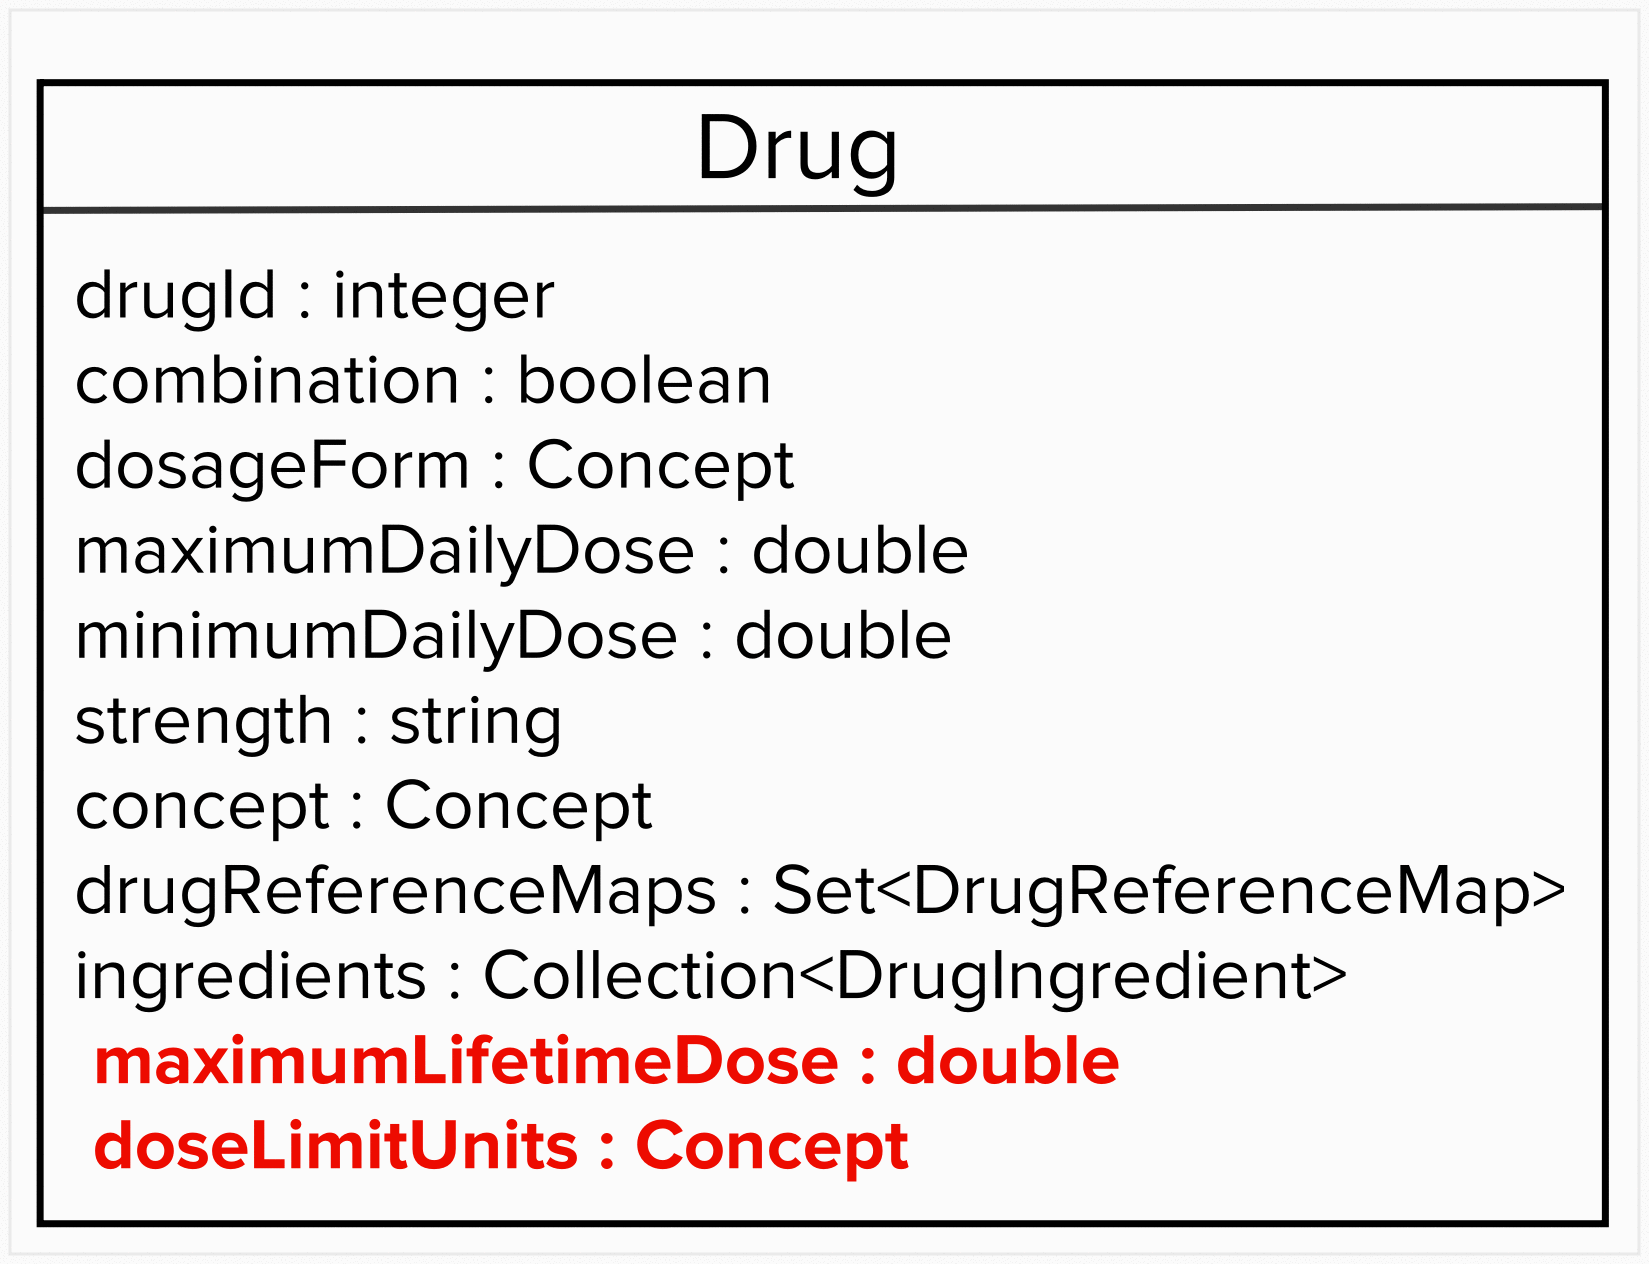 Drug
drugId : integer
combination : boolean
dosageForm : Concept
maximumDailyDose : double
minimumDailyDose : double
strength : string
concept : Concept
drugReferenceMaps : Set<DrugReferenceMap>
ingredients : Collection<DrugIngredient>
maximumLifetimeDose : double
doseLimitUnits : Concept